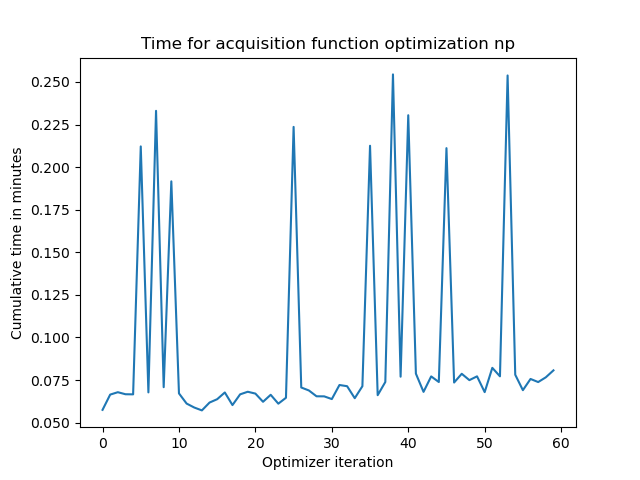 Time for acquisition function optimization np
0.250
0.225
0.200
0.175
0.150
0.125
0.100
0.075
0.050
Cumulative time in minutes
0 10 20 30 40 50 60
Optimizer iteration